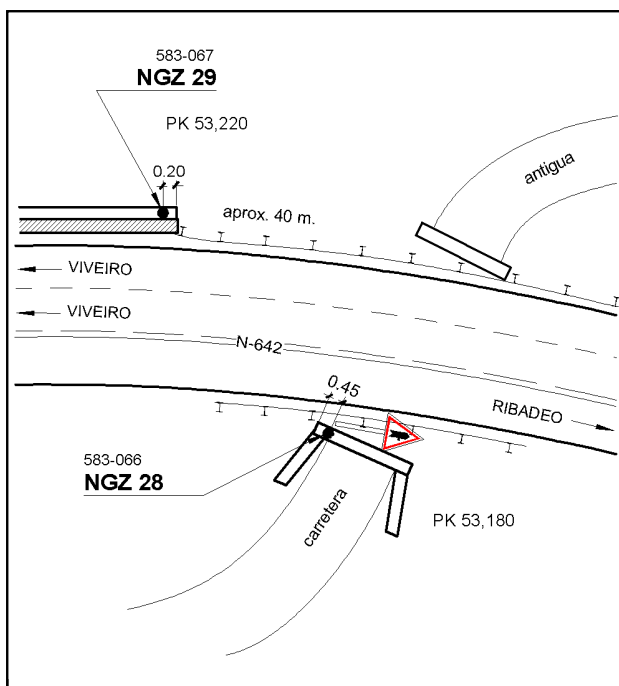 583-067
NGZ 29
PK 53,220
0.20
antigua
aprox. 40 m.
VIVEIRO
VIVEIRO
N-642
0.45
RIBADEO
583-066
NGZ 28
carretera
PK 53,180